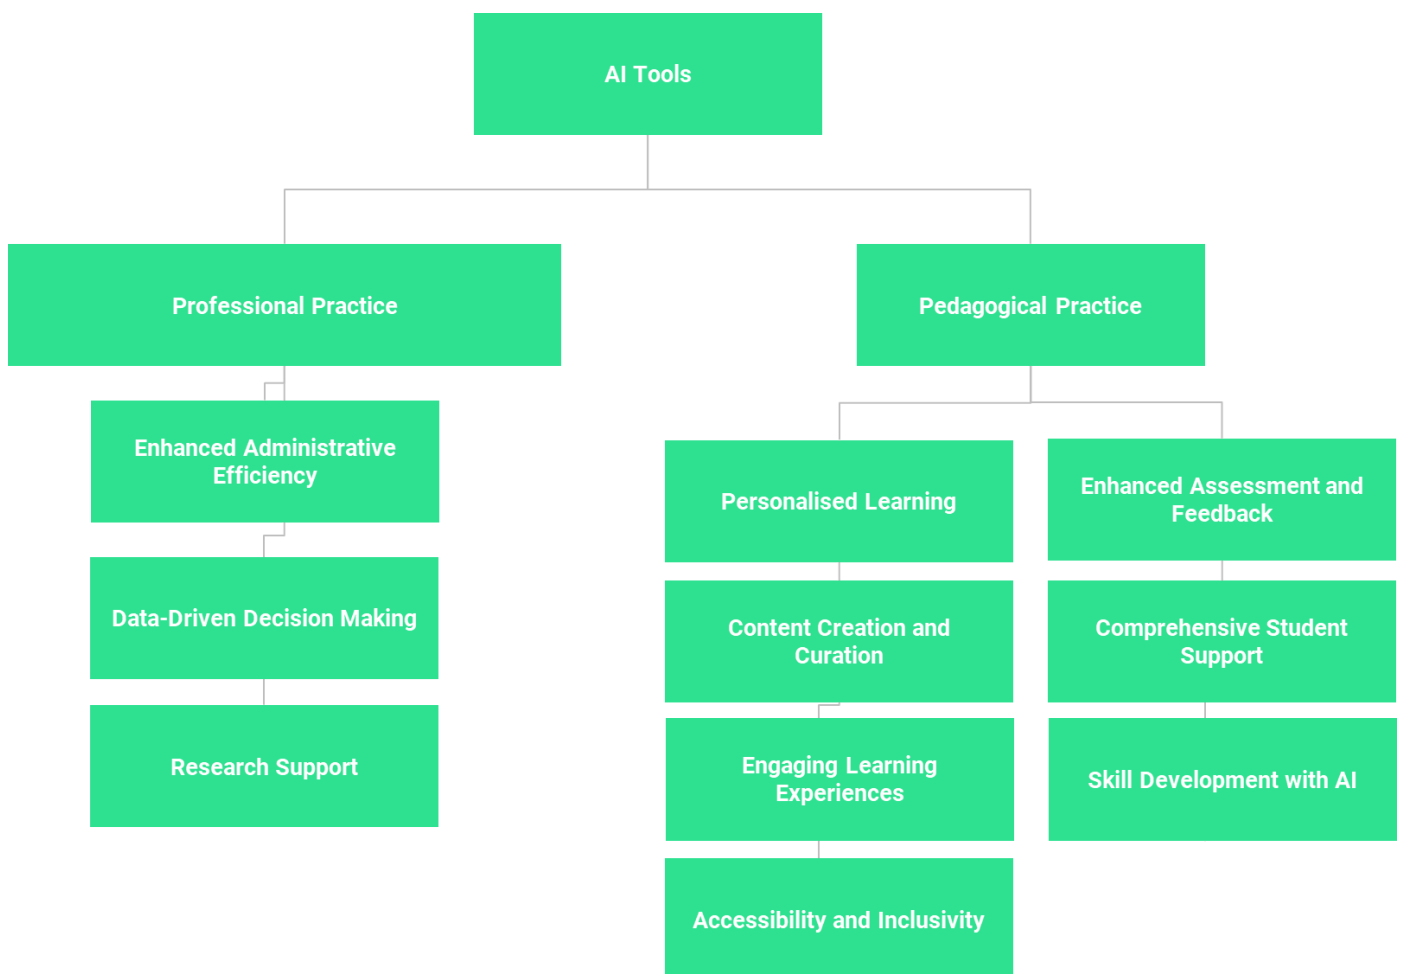 AI Tools
Professional Practice
Pedagogical Practice
Enhanced Administrative
Efficiency
Data-Driven Decision Making
Research Support
Personalised Learning
Content Creation and
Curation
Engaging Learning
Experiences
Accessibility and Inclusivity
Enhanced Assessment and
Feedback
Comprehensive Student
Support
Skill Development with AI